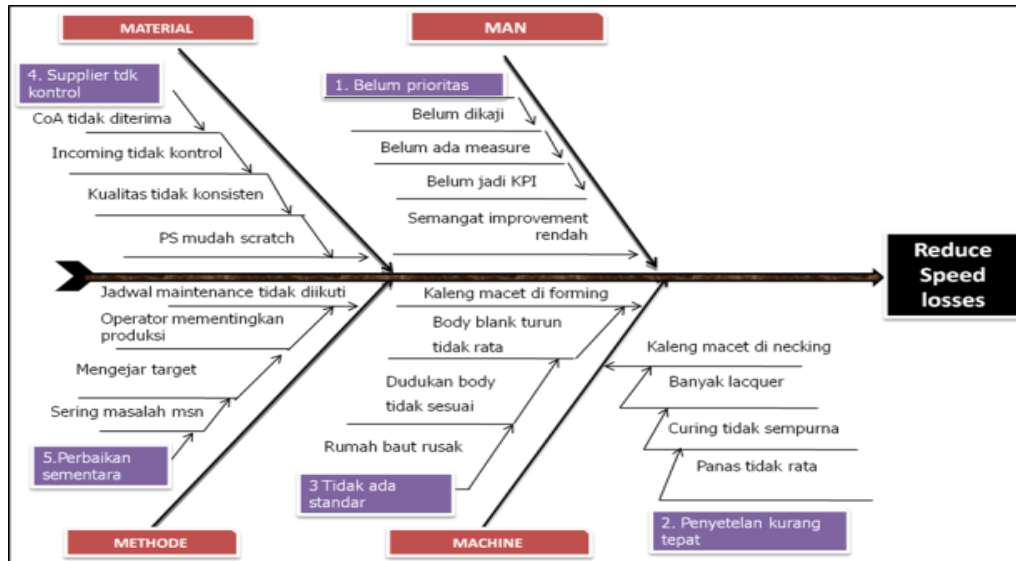 MATERIAL
MAN
4. Supplier tdk
kontrol
CoA tidak diterima
Incoming tidak kontrol
Kualitas tidak konsisten
PS mudah scratch
1. Belum prioritas
Belum dikaji
Belum ada measure
Belum jadi KPI
Semangat improvement
rendah
Reduce
Speed
losses
Jadwal maintenance tidak diikuti
Operator mementingkan
produksi
Mengejar target
Sering masalah msn
5.Perbaikan
sementara
Kaleng macet di forming
Body blank turun
tidak rata
Dudukan body
tidak sesuai
Rumah baut rusak
3 Tidak ada
standar
Kaleng macet di necking
Banyak lacquer
Curing tidak sempurna
Panas tidak rata
2. Penyetelan kurang
tepat
METHODE
MACHINE